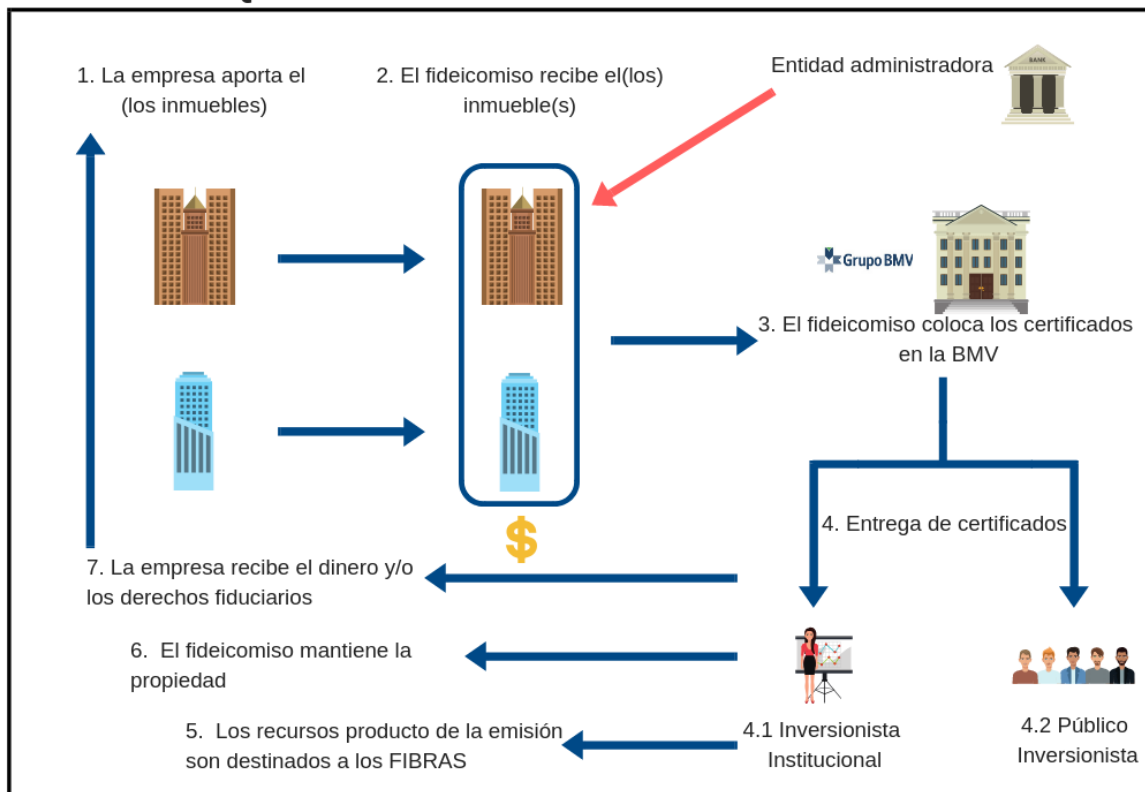 1. La empresa aporta el
(los inmuebles)
2. El fideicomiso recibe el(los)
inmueble(s)
Entidad administradora
BANK
Grupo BMV
3. El fideicomiso coloca los certificados
en la BMV
4. Entrega de certificados
$
7. La empresa recibe el dinero y/o
los derechos fiduciarios
6. El fideicomiso mantiene la
propiedad
5. Los recursos producto de la emisión
son destinados a los FIBRAS
4.1 Inversionista
Institucional
4.2 Público
Inversionista